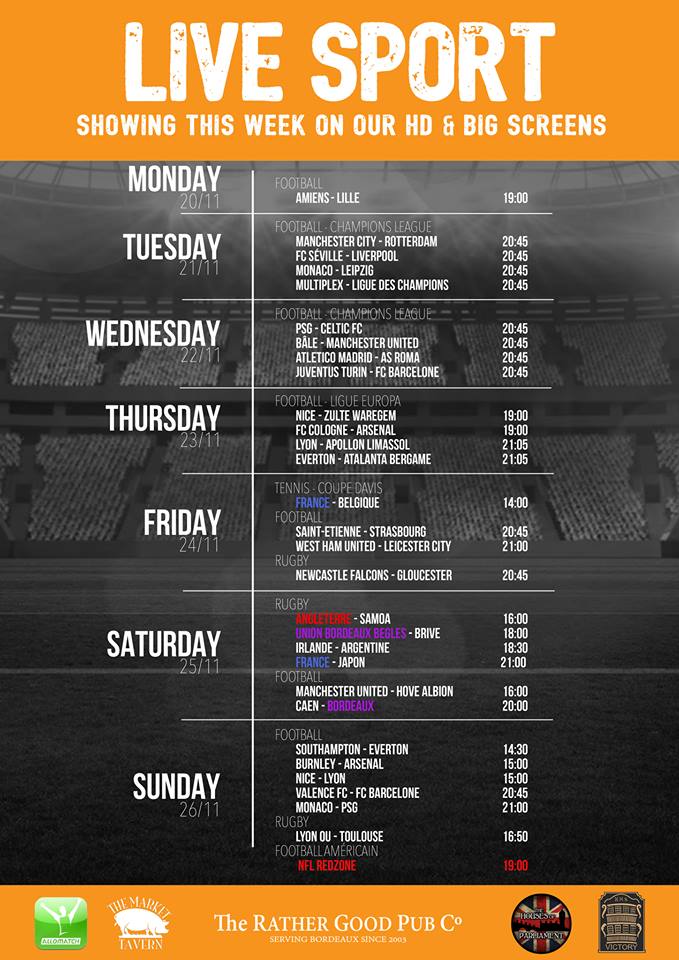 LIVE SPORT
SHOWING THIS WEEK ON OUR HD & BIG SCREENS
MONDAY
20/11
FOOTBALL
AMIENS - LILLE 19:00
TUESDAY
21/11
FOOTBALL - CHAMPIONS LEAGUE
MANCHESTER CITY - ROTTERDAM 20:45
FC SÉVILLE - LIVERPOOL 20:45
MONACO - LEIPZIG 20:45
MULTIPLEX - LIGUE DES CHAMPIONS 20:45
WEDNESDAY
22/11
FOOTBALL - CHAMPIONS LEAGUE
PSG - CELTIC FC 20:45
BÂLE - MANCHESTER UNITED 20:45
ATLETICO MADRID - AS ROMA 20:45
JUVENTUS TURIN - FC BARCELONE 20:45
THURSDAY
23/11
FOOTBALL - LIGUE EUROPA
NICE - ZULTE WAREGEM 19:00
FC COLOGNE - ARSENAL 19:00
LYON - APOLLON LIMASSOL 21:05
EVERTON - ATALANTA BERGAME 21:05
FRIDAY
24/11
TENNIS - COUPE DAVIS
FRANCE - BELGIQUE 14:00
FOOTBALL
SAINT-ETIENNE - STRASBOURG 20:45
WEST HAM UNITED - LEICESTER CITY 21:00
RUGBY
NEWCASTLE FALCONS - GLOUCESTER 20:45
SATURDAY
25/11
RUGBY
ANGLETERRE - SAMOA 16:00
UNION BORDEAUX BEGLES - BRIVE 18:00
IRLANDE - ARGENTINE 18:30
FRANCE - JAPON 21:00
FOOTBALL
MANCHESTER UNITED - HOVE ALBION 16:00
CAEN - BORDEAUX 20:00
SUNDAY
26/11
FOOTBALL
SOUTHAMPTON - EVERTON 14:30
BURNLEY - ARSENAL 15:00
NICE - LYON 15:00
VALENCE FC - FC BARCELONE 20:45
MONACO - PSG 21:00
RUGBY
LYON OU - TOULOUSE 16:50
FOOTBALL AMÉRICAIN
NFL REDZONE 19:00
ALLOMATCH
THE MARKET
TAVERN
The RATHER GOOD PUB Co
SERVING BORDEAUX SINCE 2003
THE
HOUSES OF
PARLIAMENT
VICTORY